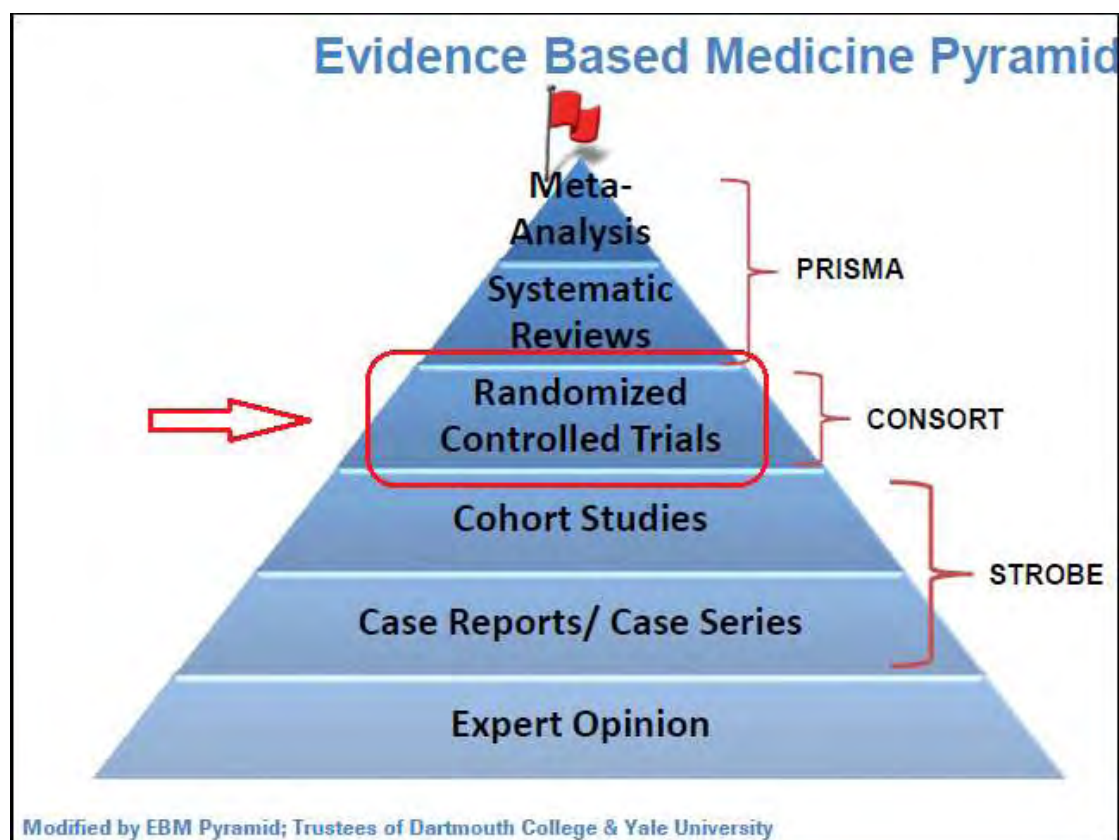 Evidence Based Medicine Pyramid
Meta-
Analysis
Systematic
Reviews
PRISMA
Randomized
Controlled Trials
CONSORT
Cohort Studies
Case Reports/ Case Series
STROBE
Expert Opinion
Modified by EBM Pyramid; Trustees of Dartmouth College & Yale University